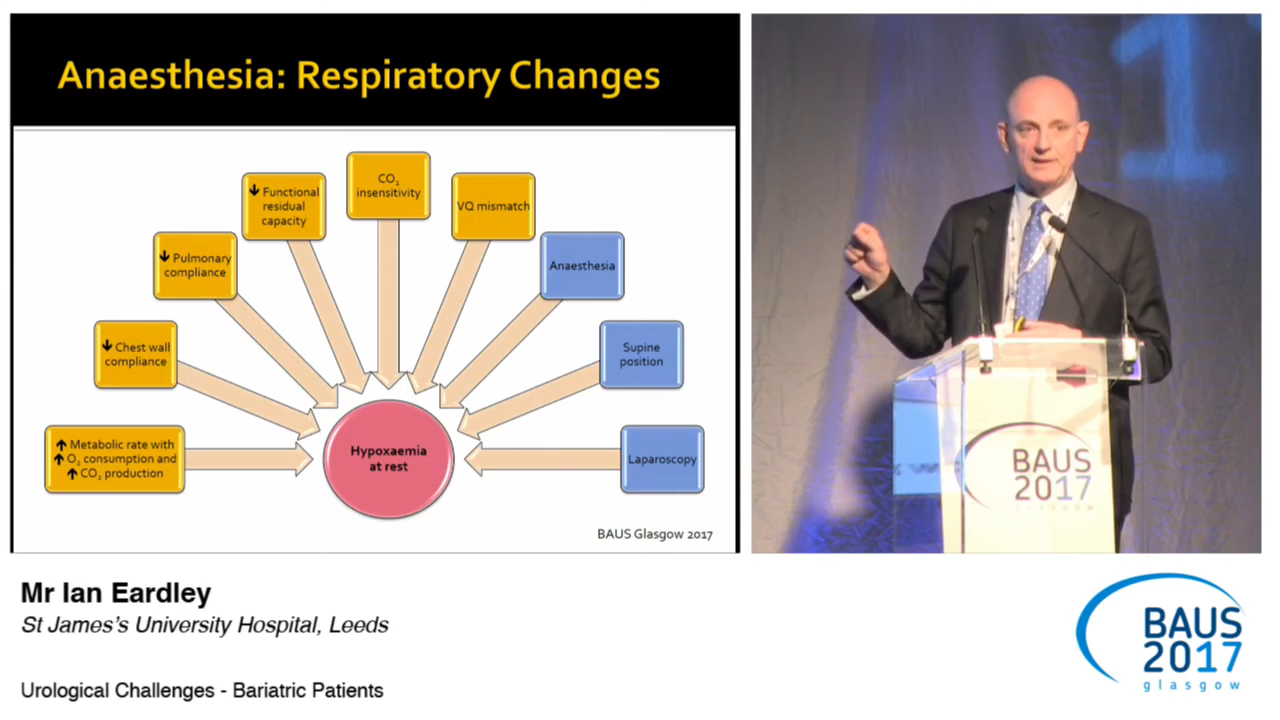 Anaesthesia: Respiratory Changes
CO₂
insensitivity
↓ Functional
residual
capacity
VQ mismatch
↓ Pulmonary
compliance
Anaesthesia
↓ Chest wall
compliance
Supine
position
↑ Metabolic rate with
↑ O₂ consumption and
↑ CO₂ production
Hypoxaemia
at rest
Laparoscopy
BAUS Glasgow 2017
1
BAUS
2017
GLASGOW
Mr Ian Eardley
St James's University Hospital, Leeds
Urological Challenges - Bariatric Patients
BAUS
2017
glasgow